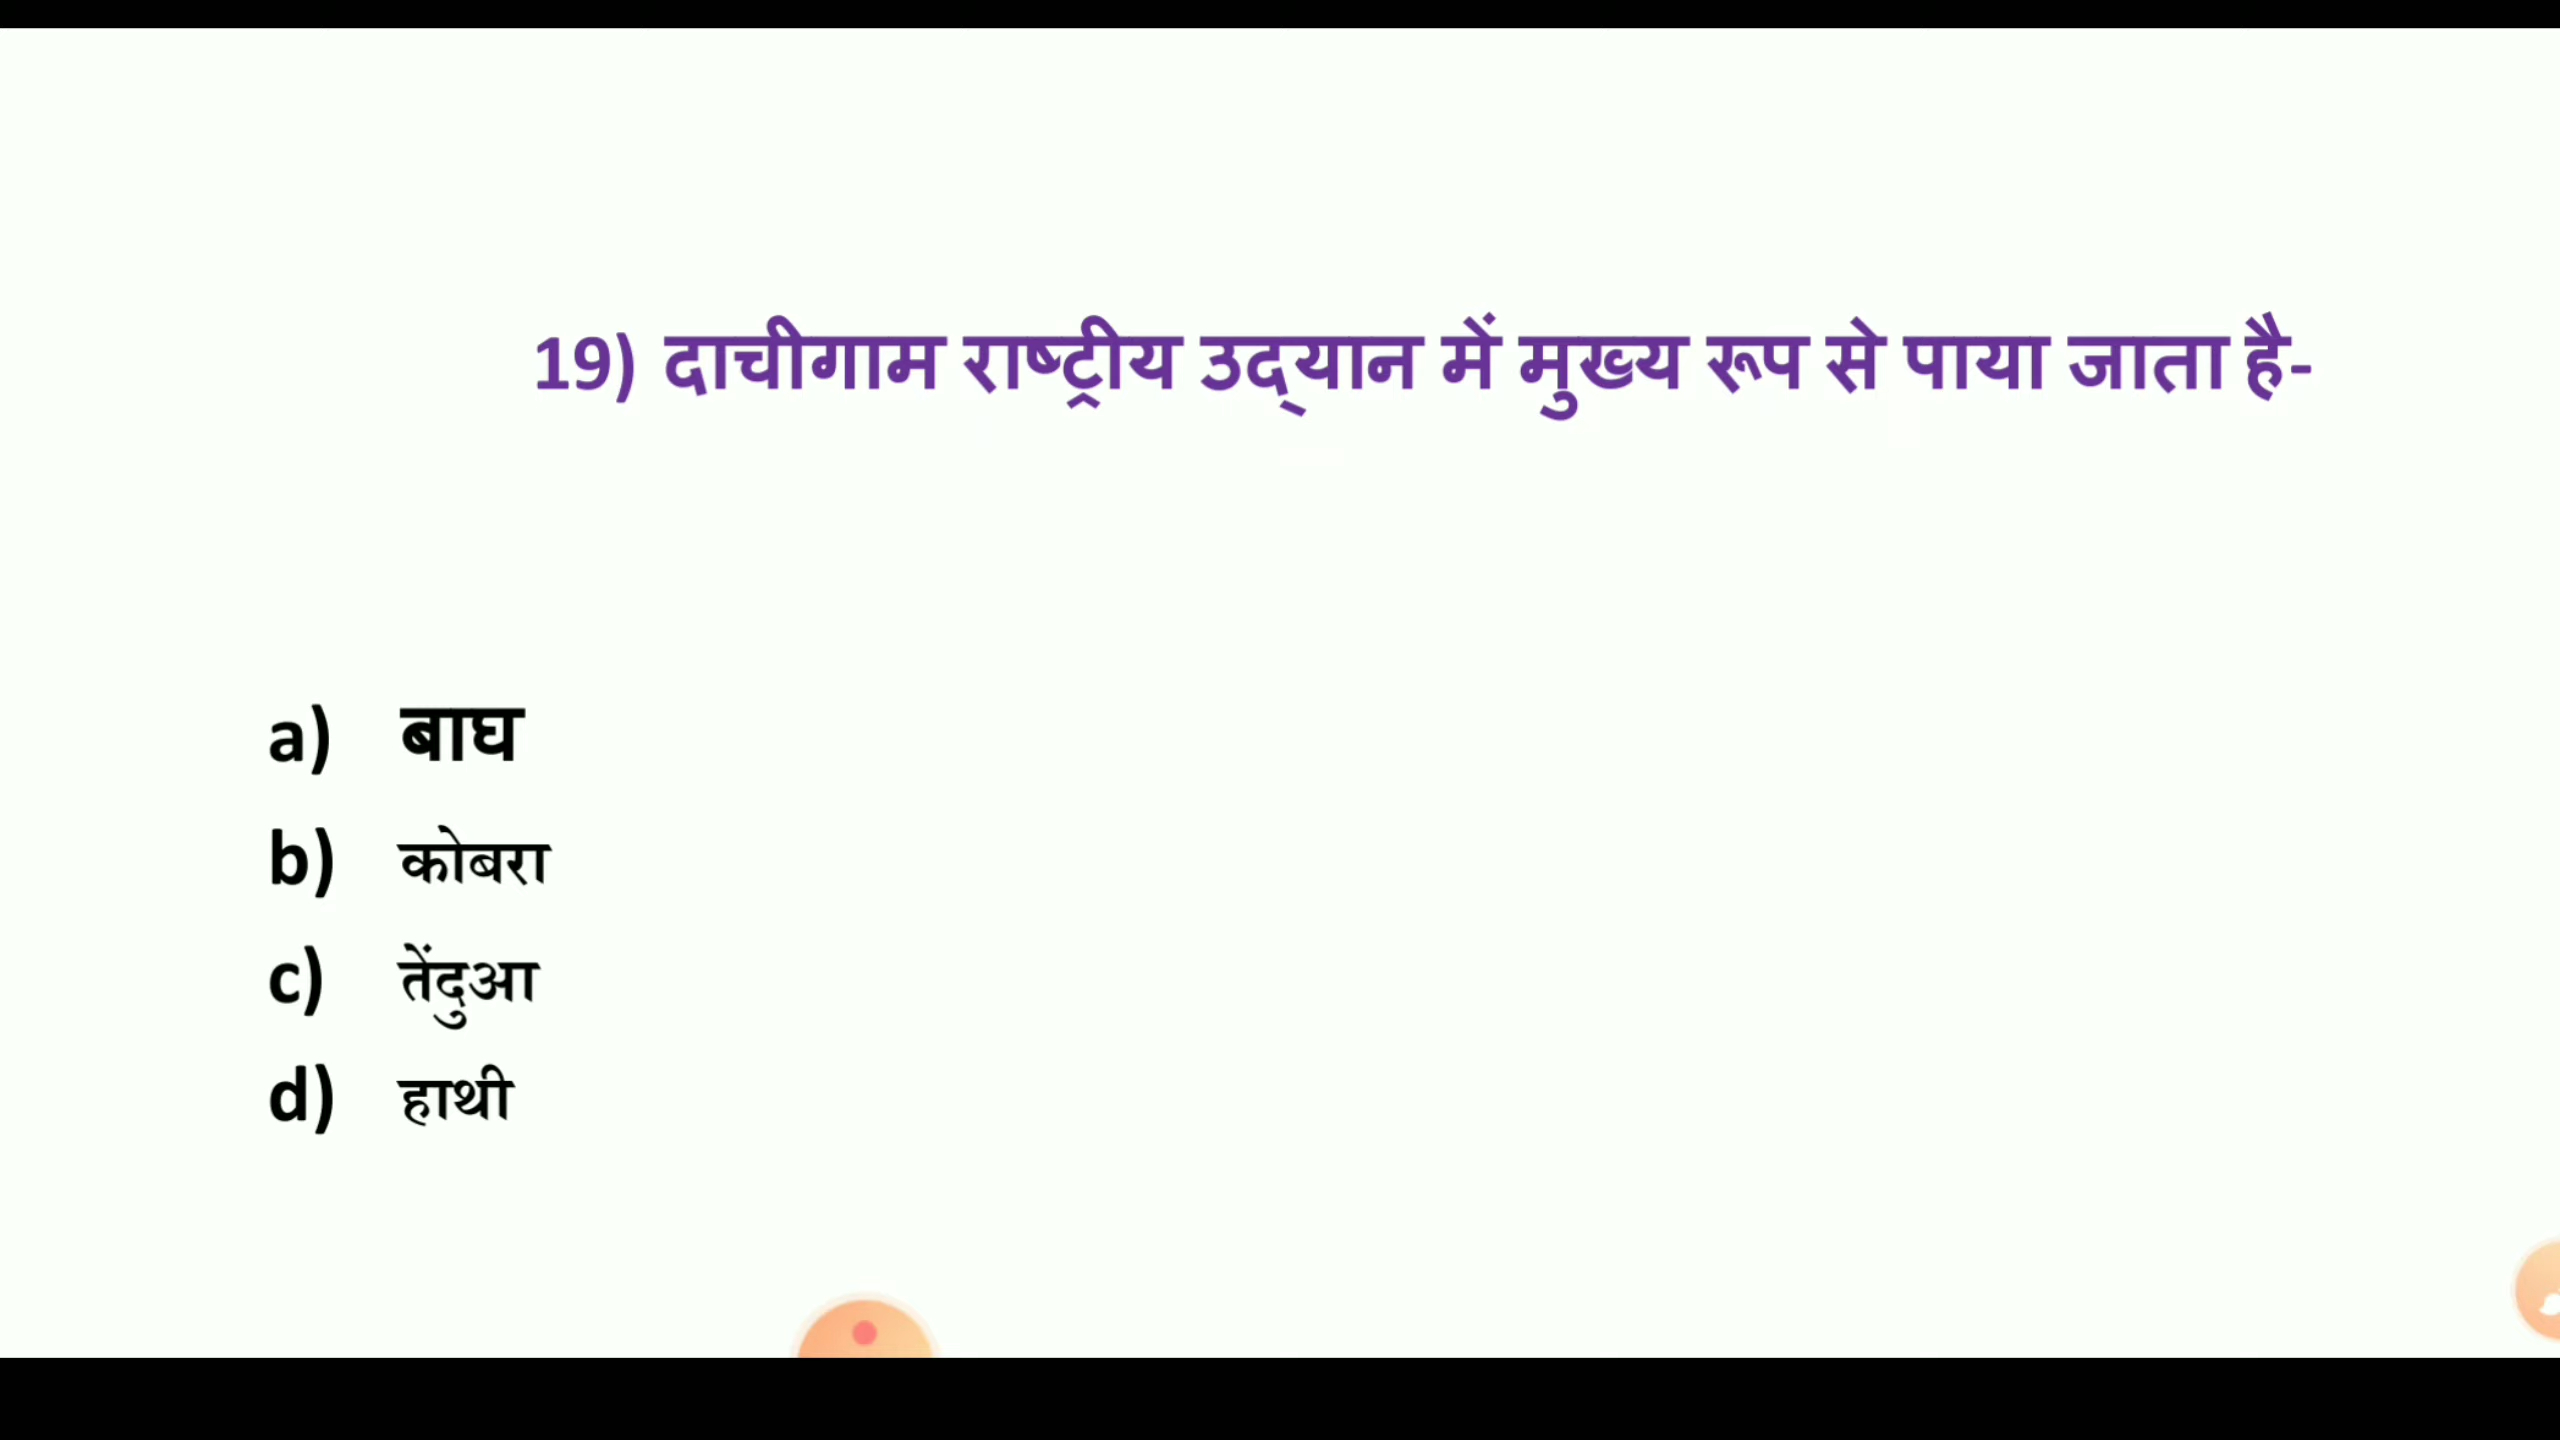 19) दाचीगाम राष्ट्रीय उद्‌यान में मुख्य रूप से पाया जाता है-
a) बाघ
b) कोबरा
c) तेंदुआ
d) हाथी